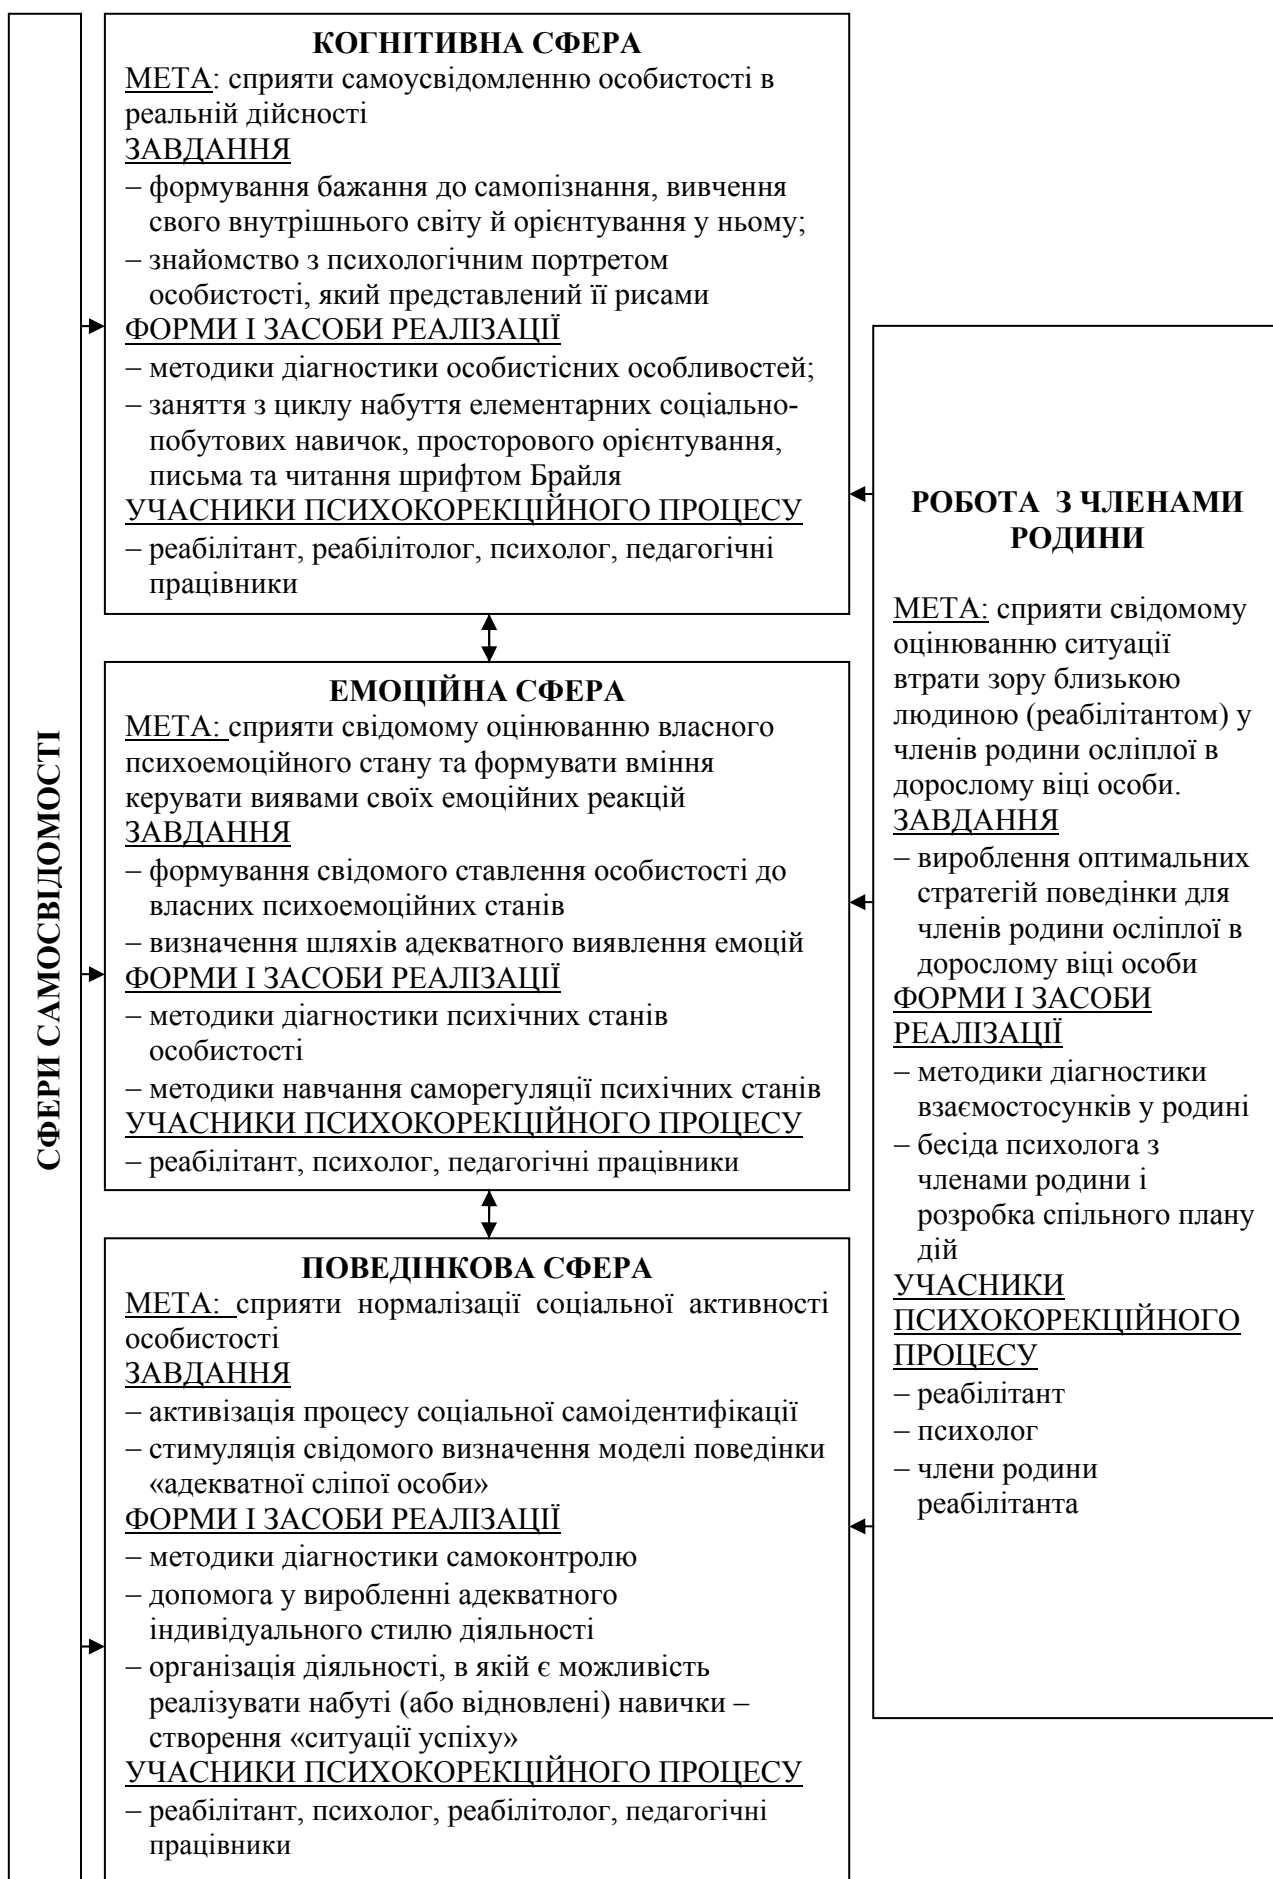 СФЕРИ САМОСВІДОМОСТІ
КОГНІТИВНА СФЕРА
МЕТА: сприяти самоусвідомленню особистості в
реальній дійсності
ЗАВДАННЯ
– формування бажання до самопізнання, вивчення
свого внутрішнього світу й орієнтування у ньому;
– знайомство з психологічним портретом
особистості, який представлений її рисами
ФОРМИ І ЗАСОБИ РЕАЛІЗАЦІЇ
– методики діагностики особистісних особливостей;
– заняття з циклу набуття елементарних соціально-
побутових навичок, просторового орієнтування,
письма та читання шрифтом Брайля
УЧАСНИКИ ПСИХОКОРЕКЦІЙНОГО ПРОЦЕСУ
– реабілітант, реабілітолог, психолог, педагогічні
працівники
ЕМОЦІЙНА СФЕРА
МЕТА: сприяти свідомому оцінюванню власного
психоемоційного стану та формувати вміння
керувати виявами своїх емоційних реакцій
ЗАВДАННЯ
– формування свідомого ставлення особистості до
власних психоемоційних станів
– визначення шляхів адекватного виявлення емоцій
ФОРМИ І ЗАСОБИ РЕАЛІЗАЦІЇ
– методики діагностики психічних станів
особистості
– методики навчання саморегуляції психічних станів
УЧАСНИКИ ПСИХОКОРЕКЦІЙНОГО ПРОЦЕСУ
– реабілітант, психолог, педагогічні працівники
ПОВЕДІНКОВА СФЕРА
МЕТА: сприяти нормалізації соціальної активності
особистості
ЗАВДАННЯ
– активізація процесу соціальної самоідентифікації
– стимуляція свідомого визначення моделі поведінки
«адекватної сліпої особи»
ФОРМИ І ЗАСОБИ РЕАЛІЗАЦІЇ
– методики діагностики самоконтролю
– допомога у виробленні адекватного
індивідуального стилю діяльності
– організація діяльності, в якій є можливість
реалізувати набуті (або відновлені) навички –
створення «ситуації успіху»
УЧАСНИКИ ПСИХОКОРЕКЦІЙНОГО ПРОЦЕСУ
– реабілітант, психолог, реабілітолог, педагогічні
працівники
РОБОТА З ЧЛЕНАМИ
РОДИНИ
МЕТА: сприяти свідомому
оцінюванню ситуації
втрати зору близькою
людиною (реабілітантом) у
членів родини осліплої в
дорослому віці особи.
ЗАВДАННЯ
– вироблення оптимальних
стратегій поведінки для
членів родини осліплої в
дорослому віці особи
ФОРМИ І ЗАСОБИ
РЕАЛІЗАЦІЇ
– методики діагностики
взаємостосунків у родині
– бесіда психолога з
членами родини і
розробка спільного плану
дій
УЧАСНИКИ
ПСИХОКОРЕКЦІЙНОГО
ПРОЦЕСУ
– реабілітант
– психолог
– члени родини
реабілітанта